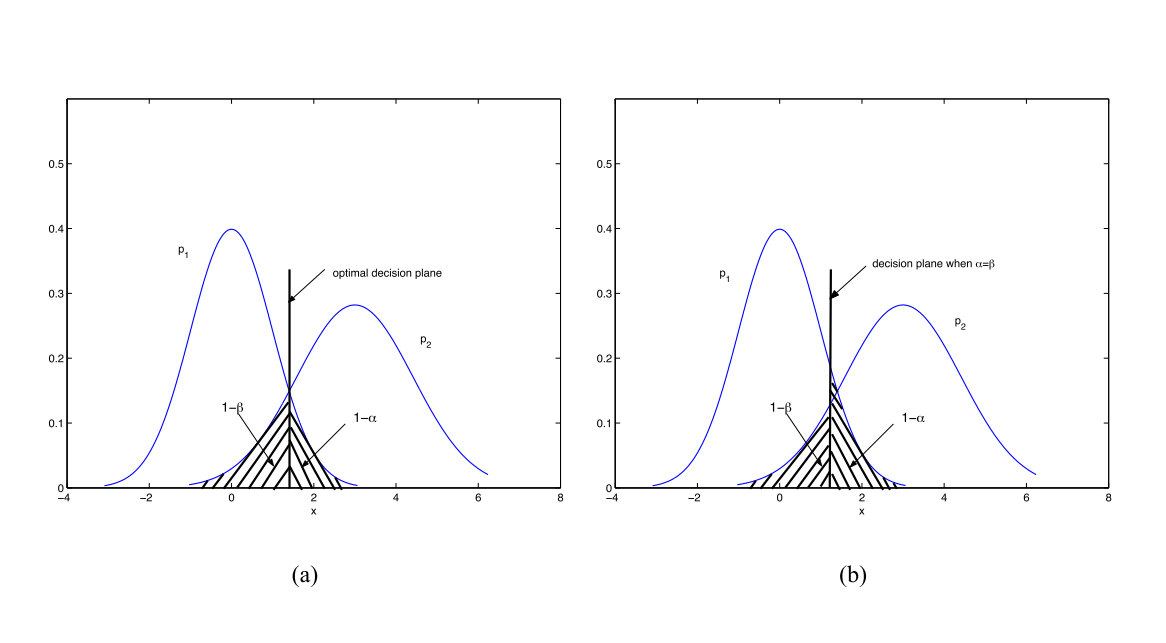 0.5
0.4
0.3
0.2
0.1
0
−4
−2
0
2
4
6
8
x
p1
p2
optimal decision plane
1−β
1−α
(a)
0.5
0.4
0.3
0.2
0.1
0
−4
−2
0
2
4
6
8
x
p1
p2
decision plane when α=β
1−β
1−α
(b)